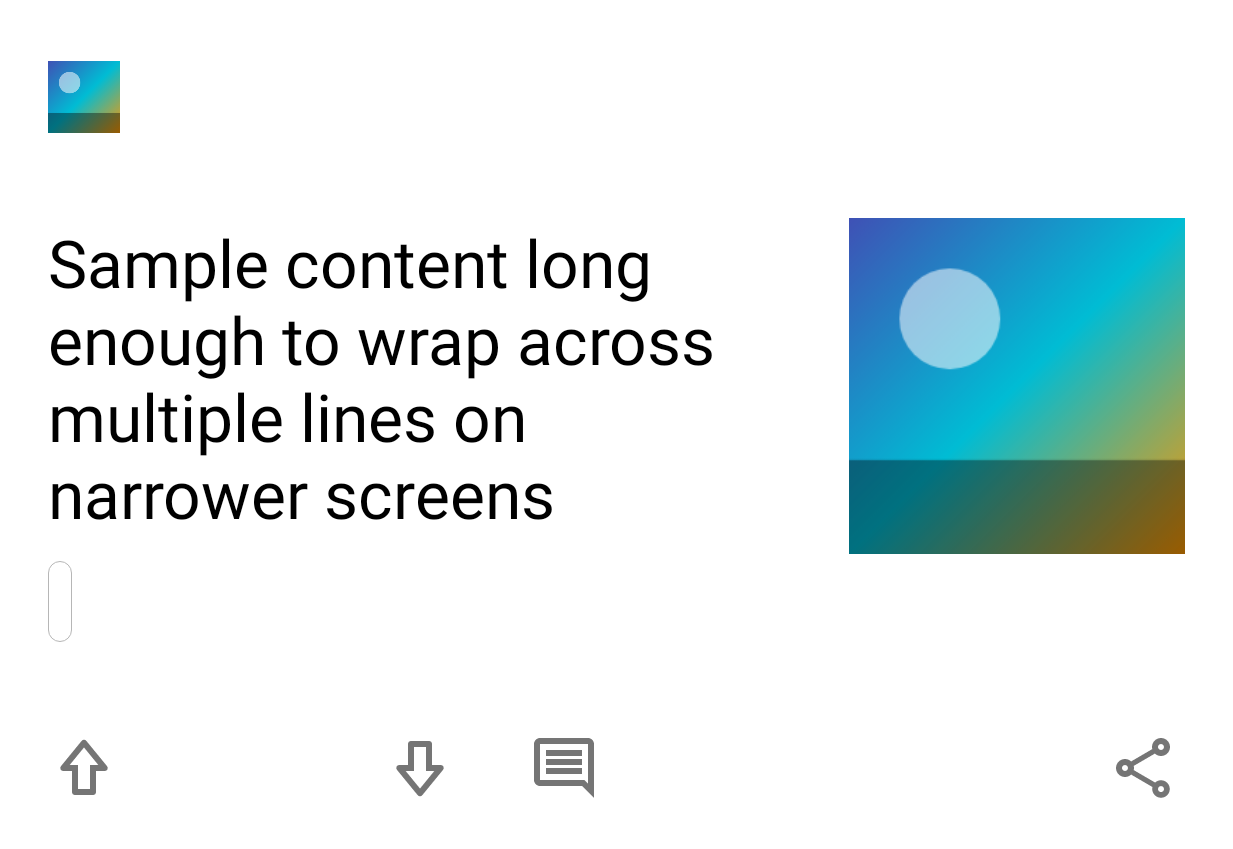 Sample content long
enough to wrap across
multiple lines on
narrower screens